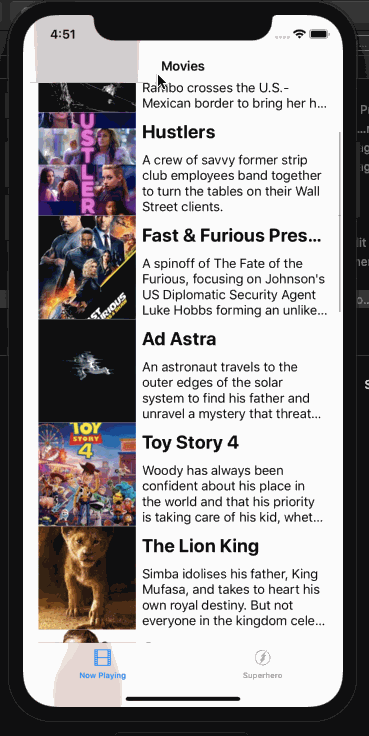 4:51
Movies
Rambo crosses the U.S.-
Mexican border to bring her h...
HUSTLER
Hustlers
A crew of savvy former strip
club employees band together
to turn the tables on their Wall
Street clients.
Fast & Furious Pres...
A spinoff of The Fate of the
Furious, focusing on Johnson's
US Diplomatic Security Agent
Luke Hobbs forming an unlike...
Ad Astra
An astronaut travels to the
outer edges of the solar
system to find his father and
unravel a mystery that threat...
TOY
STORY
4
Toy Story 4
Woody has always been
confident about his place in
the world and that his priority
is taking care of his kid, whet...
The Lion King
Simba idolises his father, King
Mufasa, and takes to heart his
own royal destiny. But not
everyone in the kingdom cele...
Now Playing
Superhero